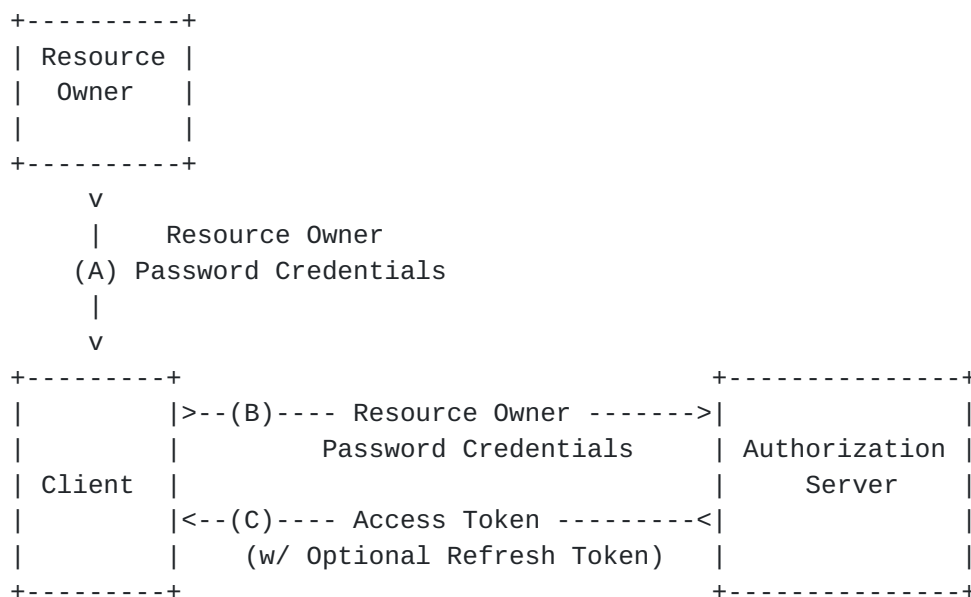 +----------+
| Resource |
|  Owner   |
|          |
+----------+
     v
     |    Resource Owner
    (A) Password Credentials
     |
     v
+---------+                                  +---------------+
|         |>--(B)---- Resource Owner ------->|               |
|         |         Password Credentials     | Authorization |
| Client  |                                  |     Server    |
|         |<--(C)---- Access Token ---------<|               |
|         |    (w/ Optional Refresh Token)   |               |
+---------+                                  +---------------+